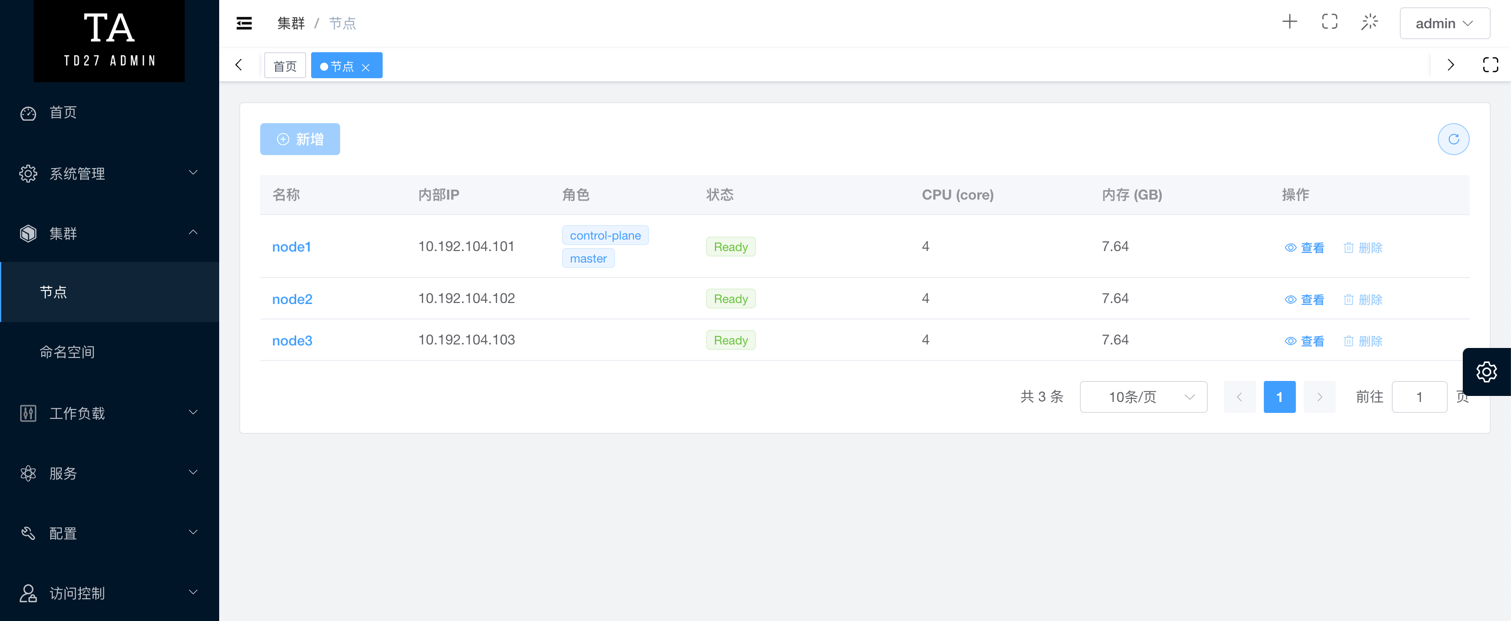 TA
TD27 ADMIN
首页
系统管理
集群
节点
命名空间
工作负载
服务
配置
访问控制
集群 / 节点
admin
首页
节点
新增
名称 内部IP 角色 状态 CPU (core) 内存 (GB) 操作
node1 10.192.104.101 control-plane master Ready 4 7.64 查看 删除
node2 10.192.104.102 Ready 4 7.64 查看 删除
node3 10.192.104.103 Ready 4 7.64 查看 删除
共 3 条 10条/页 1 前往 1 页